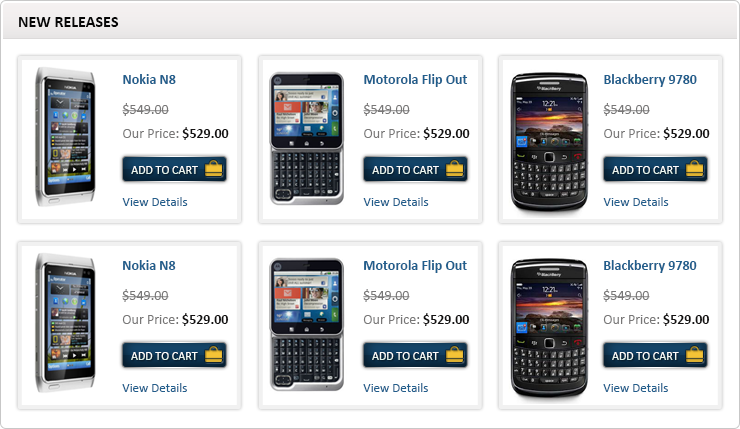 NEW RELEASES
Nokia N8
$549.00
Our Price: $529.00
ADD TO CART
View Details
Motorola Flip Out
$549.00
Our Price: $529.00
ADD TO CART
View Details
Blackberry 9780
$549.00
Our Price: $529.00
ADD TO CART
View Details
Nokia N8
$549.00
Our Price: $529.00
ADD TO CART
View Details
Motorola Flip Out
$549.00
Our Price: $529.00
ADD TO CART
View Details
Blackberry 9780
$549.00
Our Price: $529.00
ADD TO CART
View Details